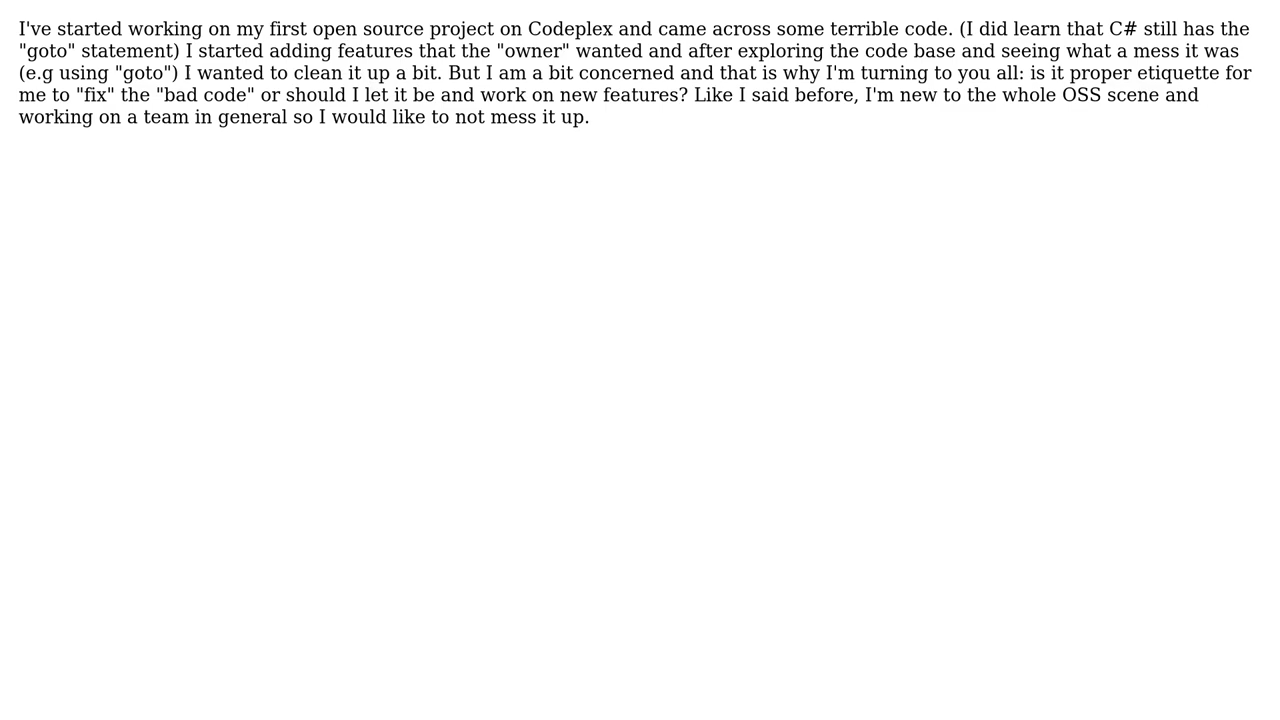 I've started working on my first open source project on Codeplex and came across some terrible code. (I did learn that C# still has the
"goto" statement) I started adding features that the "owner" wanted and after exploring the code base and seeing what a mess it was
(e.g using "goto") I wanted to clean it up a bit. But I am a bit concerned and that is why I'm turning to you all: is it proper etiquette for
me to "fix" the "bad code" or should I let it be and work on new features? Like I said before, I'm new to the whole OSS scene and
working on a team in general so I would like to not mess it up.